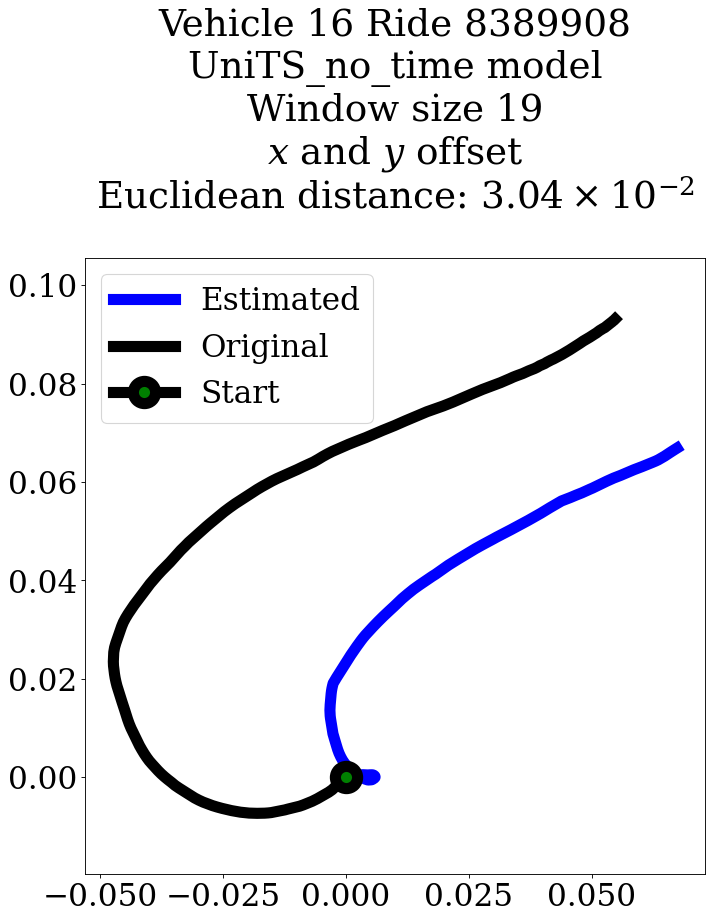 Vehicle 16 Ride 8389908
UniTS_no_time model
Window size 19
x and y offset
Euclidean distance: 3.04 × 10⁻²
Estimated
Original
Start
0.10
0.08
0.06
0.04
0.02
0.00
−0.050 −0.025 0.000 0.025 0.050